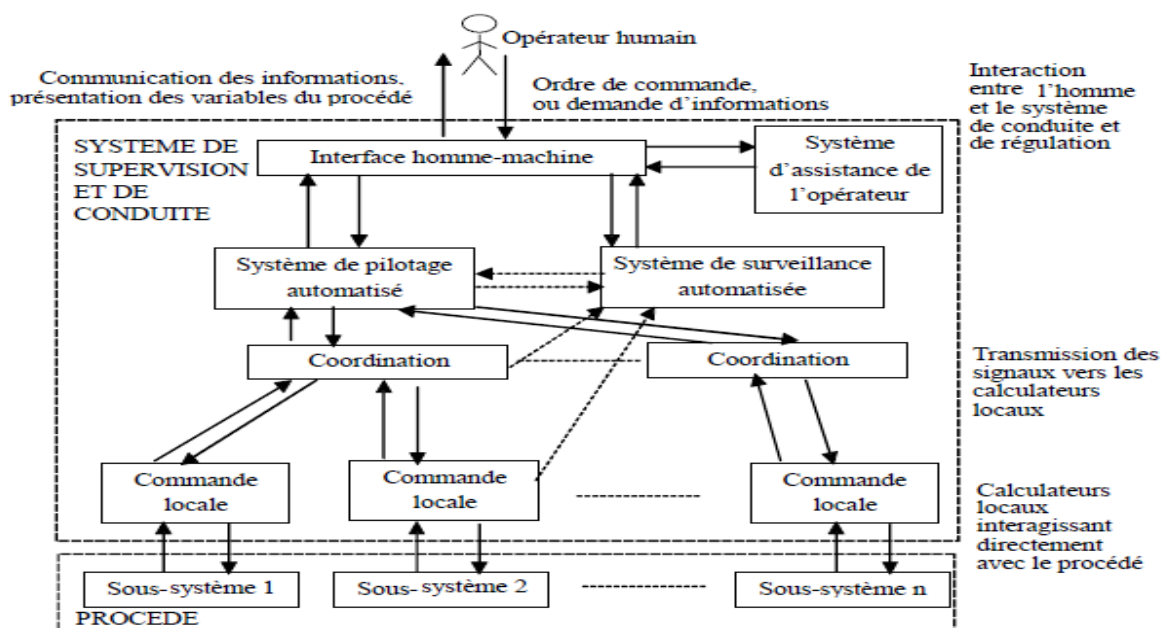 Opérateur humain
Communication des informations,
présentation des variables du procédé
Ordre de commande,
ou demande d'informations
Interaction
entre l'homme
et le système
de conduite et
de régulation
SYSTEME DE
SUPERVISION
ET DE
CONDUITE
Interface homme-machine
Système
d'assistance de
l'opérateur
Système de pilotage
automatisé
Système de surveillance
automatisée
Coordination
Coordination
Transmission des
signaux vers les
calculateurs
locaux
Commande
locale
Commande
locale
Commande
locale
Calculateurs
locaux
interagissant
directement
avec le procédé
Sous-système 1
Sous-système 2
Sous-système n
PROCEDE